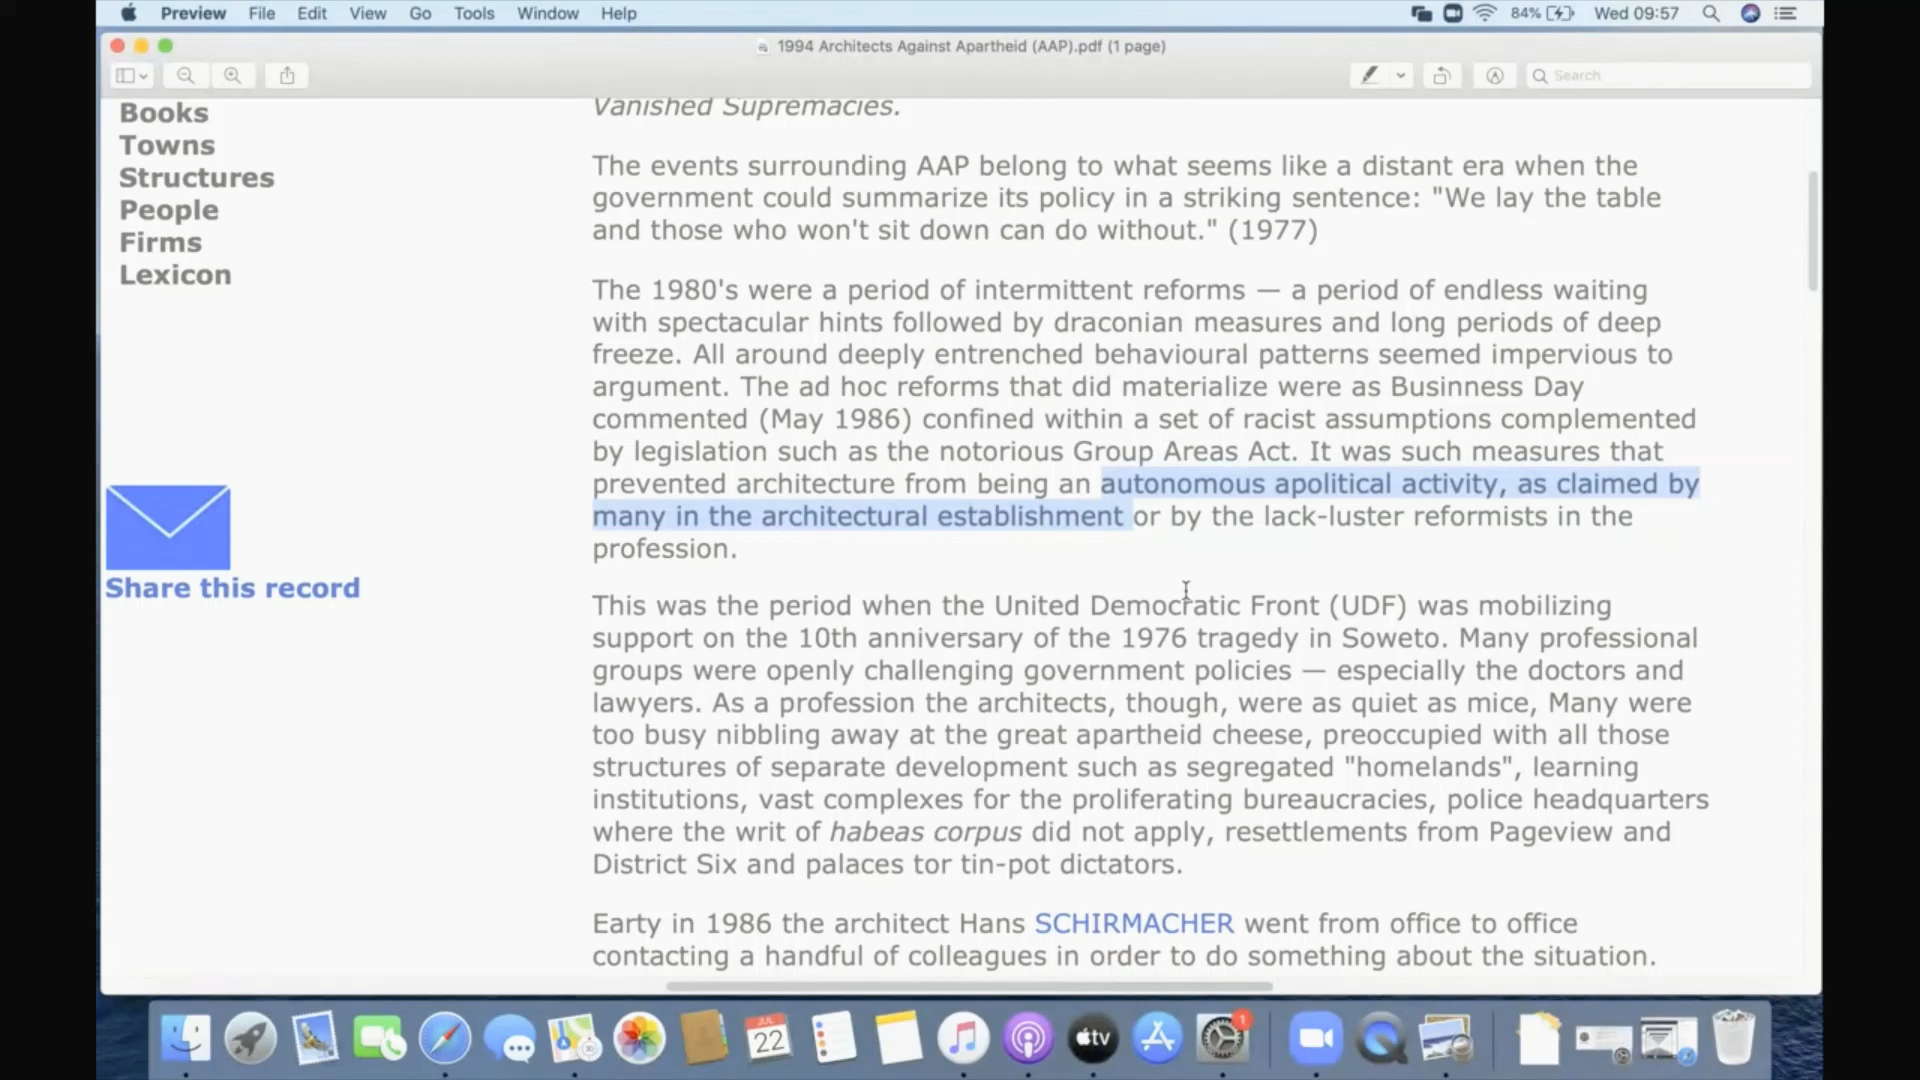 Preview File Edit View Go Tools Window Help 84% Wed 09:57
1994 Architects Against Apartheid (AAP).pdf (1 page)
Search
Books
Towns
Structures
People
Firms
Lexicon
Share this record
Vanished Supremacies.
The events surrounding AAP belong to what seems like a distant era when the
government could summarize its policy in a striking sentence: "We lay the table
and those who won't sit down can do without." (1977)
The 1980's were a period of intermittent reforms — a period of endless waiting
with spectacular hints followed by draconian measures and long periods of deep
freeze. All around deeply entrenched behavioural patterns seemed impervious to
argument. The ad hoc reforms that did materialize were as Businness Day
commented (May 1986) confined within a set of racist assumptions complemented
by legislation such as the notorious Group Areas Act. It was such measures that
prevented architecture from being an autonomous apolitical activity, as claimed by
many in the architectural establishment or by the lack-luster reformists in the
profession.
This was the period when the United Democratic Front (UDF) was mobilizing
support on the 10th anniversary of the 1976 tragedy in Soweto. Many professional
groups were openly challenging government policies — especially the doctors and
lawyers. As a profession the architects, though, were as quiet as mice, Many were
too busy nibbling away at the great apartheid cheese, preoccupied with all those
structures of separate development such as segregated "homelands", learning
institutions, vast complexes for the proliferating bureaucracies, police headquarters
where the writ of habeas corpus did not apply, resettlements from Pageview and
District Six and palaces tor tin-pot dictators.
Earty in 1986 the architect Hans SCHIRMACHER went from office to office
contacting a handful of colleagues in order to do something about the situation.
JUL
22
tv
1